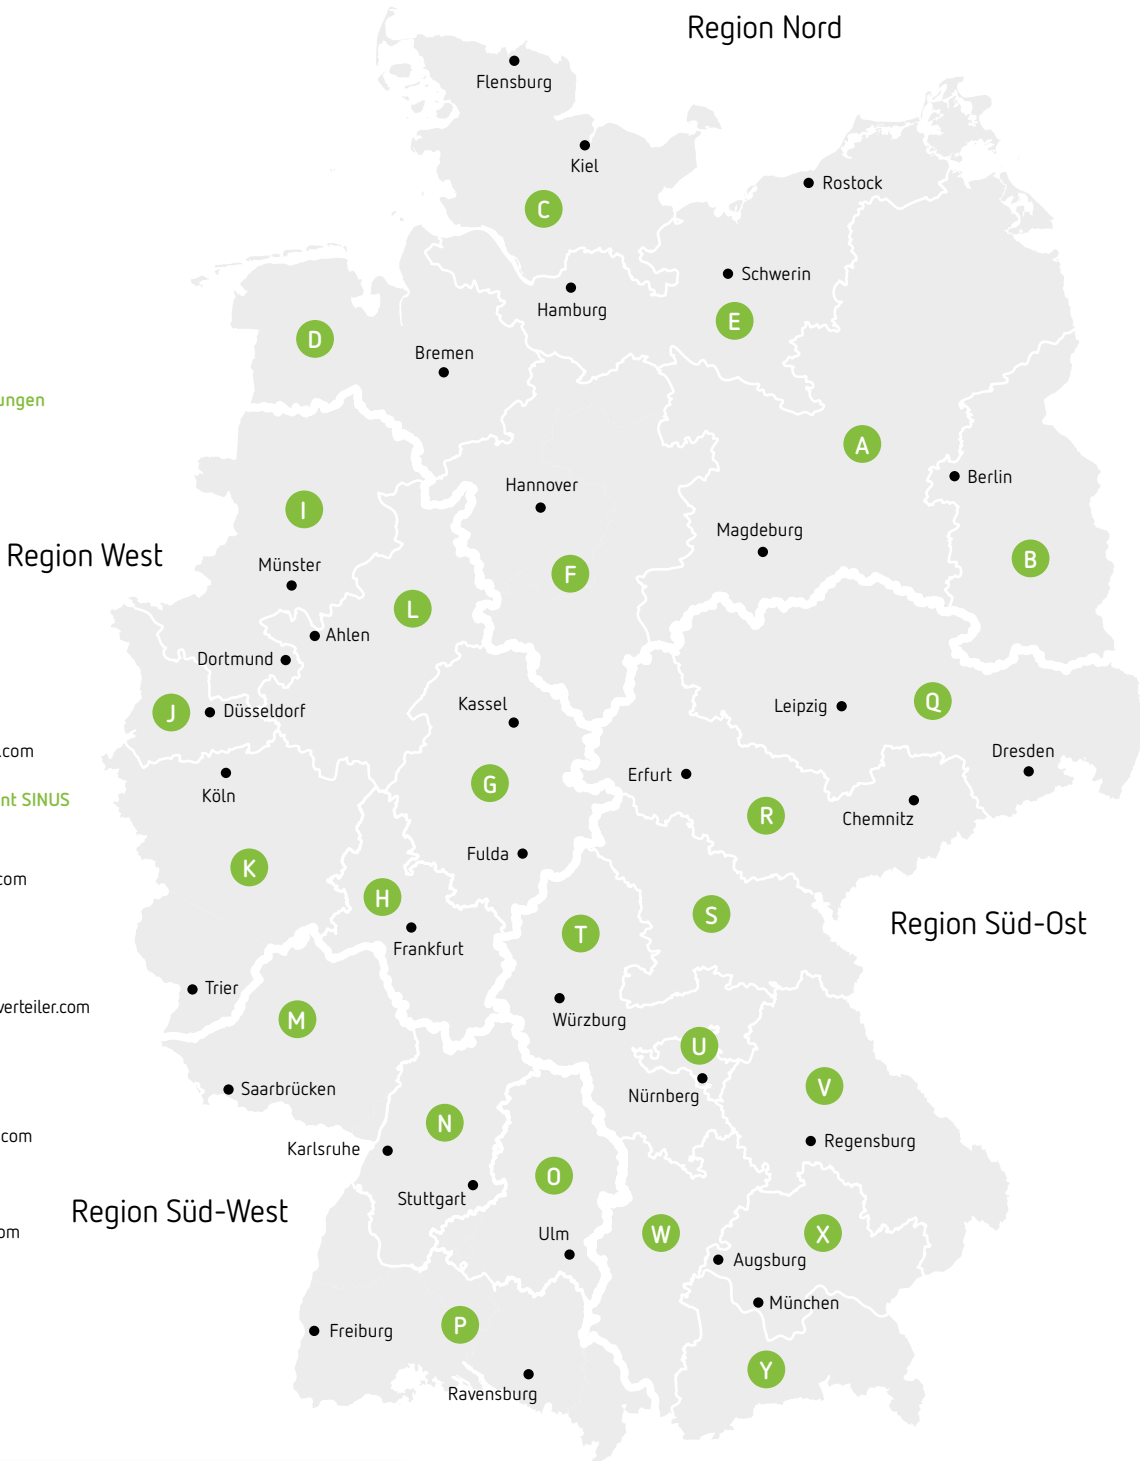 Region Nord
Flensburg
Kiel
Rostock
C
Schwerin
Hamburg
E
D
Bremen
ungen
A
Berlin
Hannover
I
Magdeburg
Region West
Münster
F
B
L
Ahlen
Dortmund
Kassel
Leipzig
Q
J
Düsseldorf
.com
Dresden
Erfurt
G
Köln
nt SINUS
R
Chemnitz
Fulda
K
com
H
S
Region Süd-Ost
T
Frankfurt
Trier
verteiler.com
M
Würzburg
U
Saarbrücken
Nürnberg
V
N
.com
Karlsruhe
Regensburg
O
Stuttgart
Region Süd-West
Ulm
W
X
om
Augsburg
München
P
Freiburg
Y
Ravensburg